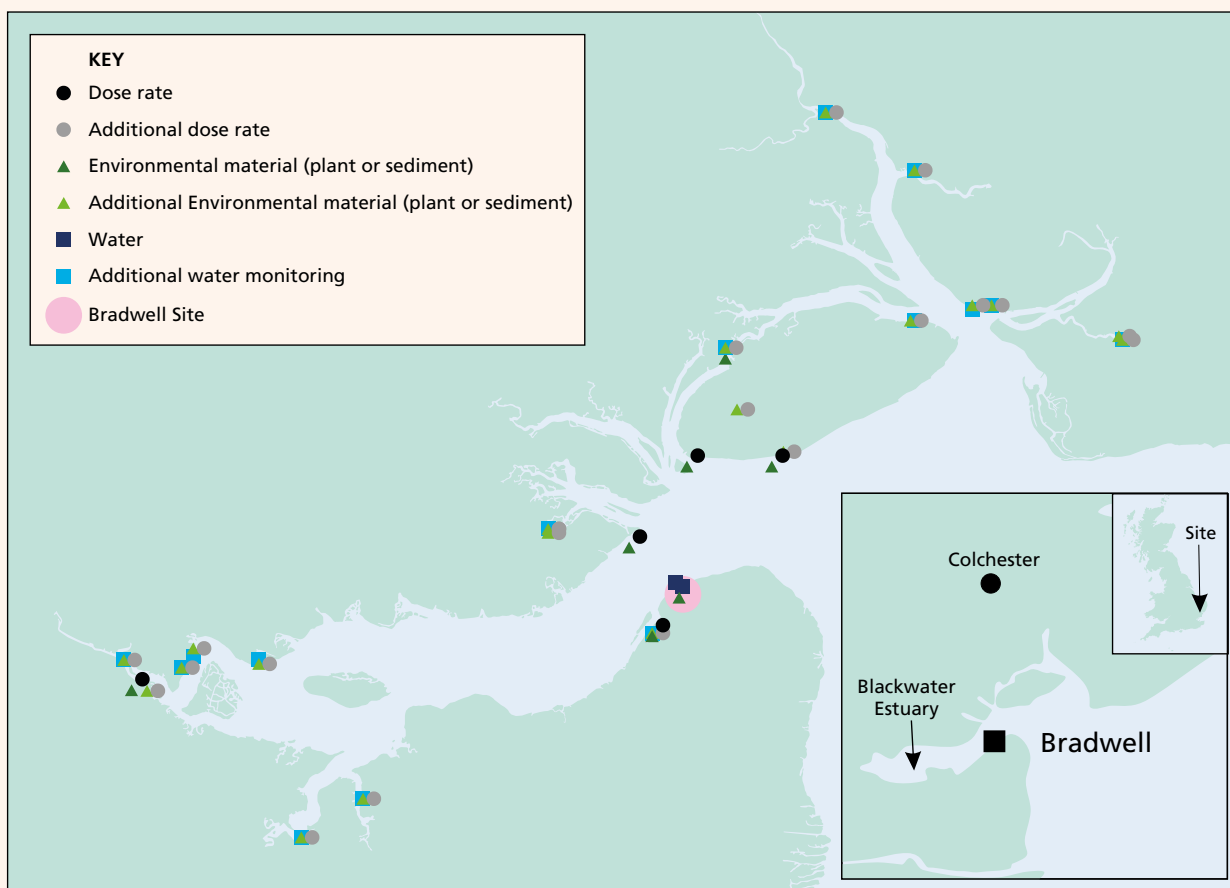 KEY
Dose rate
Additional dose rate
Environmental material (plant or sediment)
Additional Environmental material (plant or sediment)
Water
Additional water monitoring
Bradwell Site
Site
Colchester
Blackwater
Estuary
Bradwell